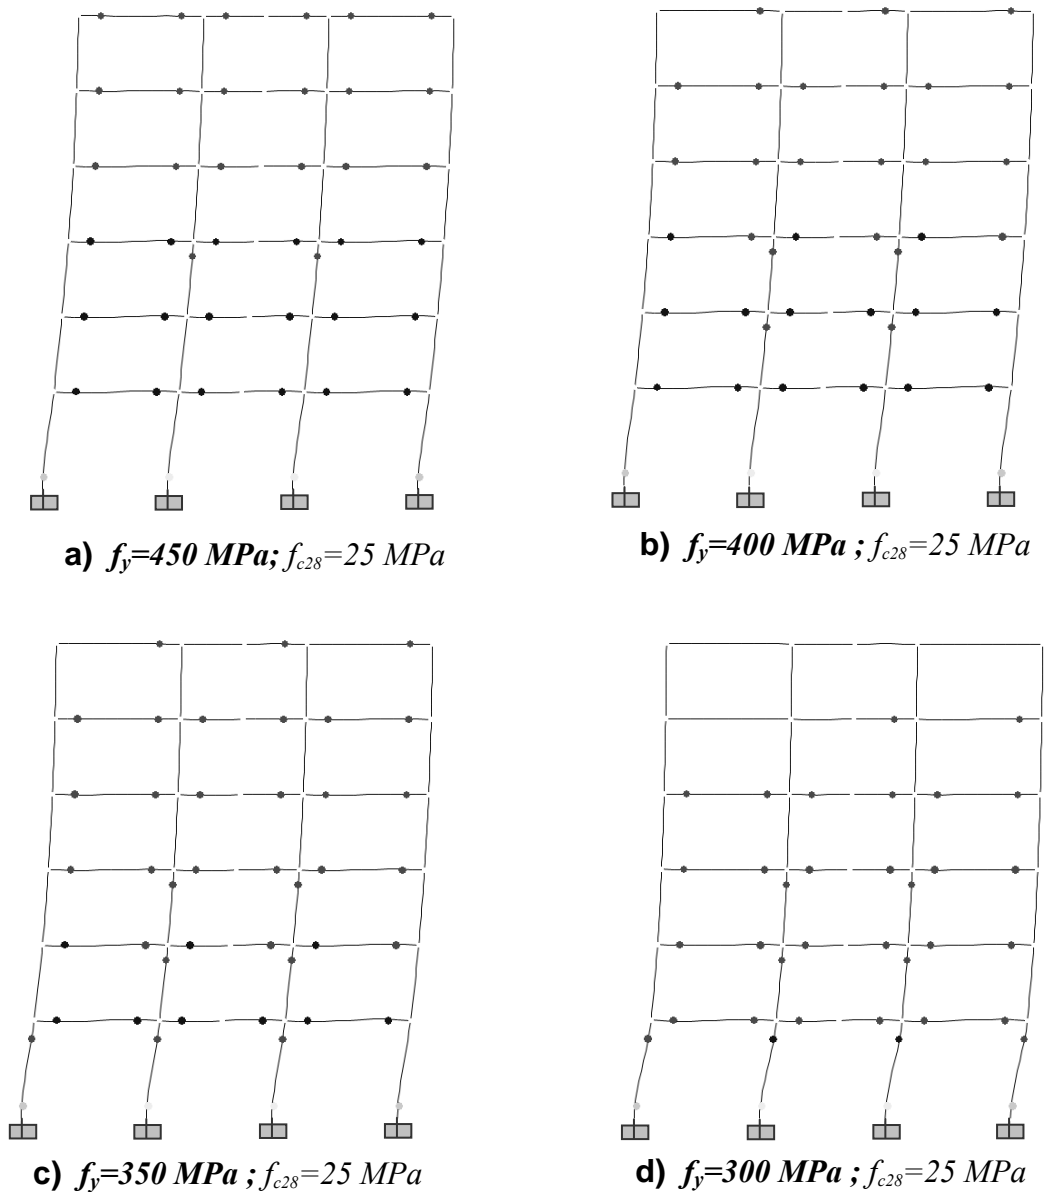 a) fy=450 MPa; fc28=25 MPa
b) fy=400 MPa ; fc28=25 MPa
c) fy=350 MPa ; fc28=25 MPa
d) fy=300 MPa ; fc28=25 MPa